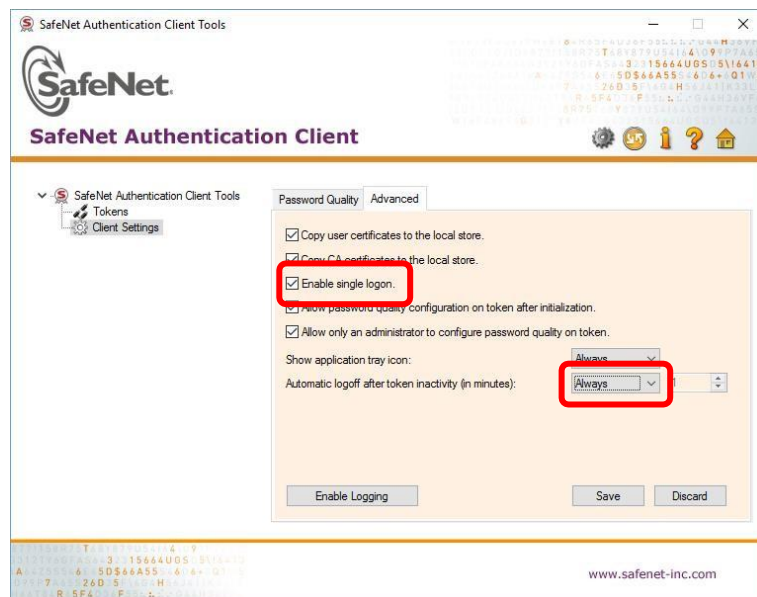 SafeNet Authentication Client Tools
SafeNet.
SafeNet Authentication Client
SafeNet Authentication Client Tools
Tokens
Client Settings
Password Quality
Advanced
Copy user certificates to the local store.
Copy CA certificates to the local store.
Enable single logon.
Allow password quality configuration on token after initialization.
Allow only an administrator to configure password quality on token.
Show application tray icon:
Always
Automatic logoff after token inactivity (in minutes):
Always
1
Enable Logging
Save
Discard
www.safenet-inc.com